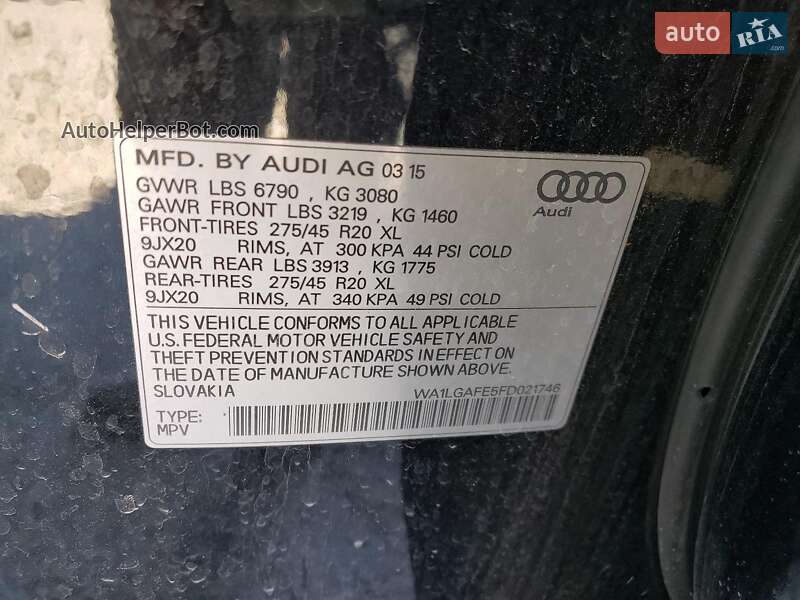 auto RIA
AutoHelperBot.com
MFD. BY AUDI AG 03 15
GVWR LBS 6790 , KG 3080
GAWR FRONT LBS 3219 , KG 1460
FRONT-TIRES 275/45 R20 XL
9JX20 RIMS, AT 300 KPA 44 PSI COLD
GAWR REAR LBS 3913 , KG 1775
REAR-TIRES 275/45 R20 XL
9JX20 RIMS, AT 340 KPA 49 PSI COLD
Audi
THIS VEHICLE CONFORMS TO ALL APPLICABLE
U.S. FEDERAL MOTOR VEHICLE SAFETY AND
THEFT PREVENTION STANDARDS IN EFFECT ON
THE DATE OF MANUFACTURE SHOWN ABOVE.
SLOVAKIA WA1LGAFE5FD021746
TYPE:
MPV